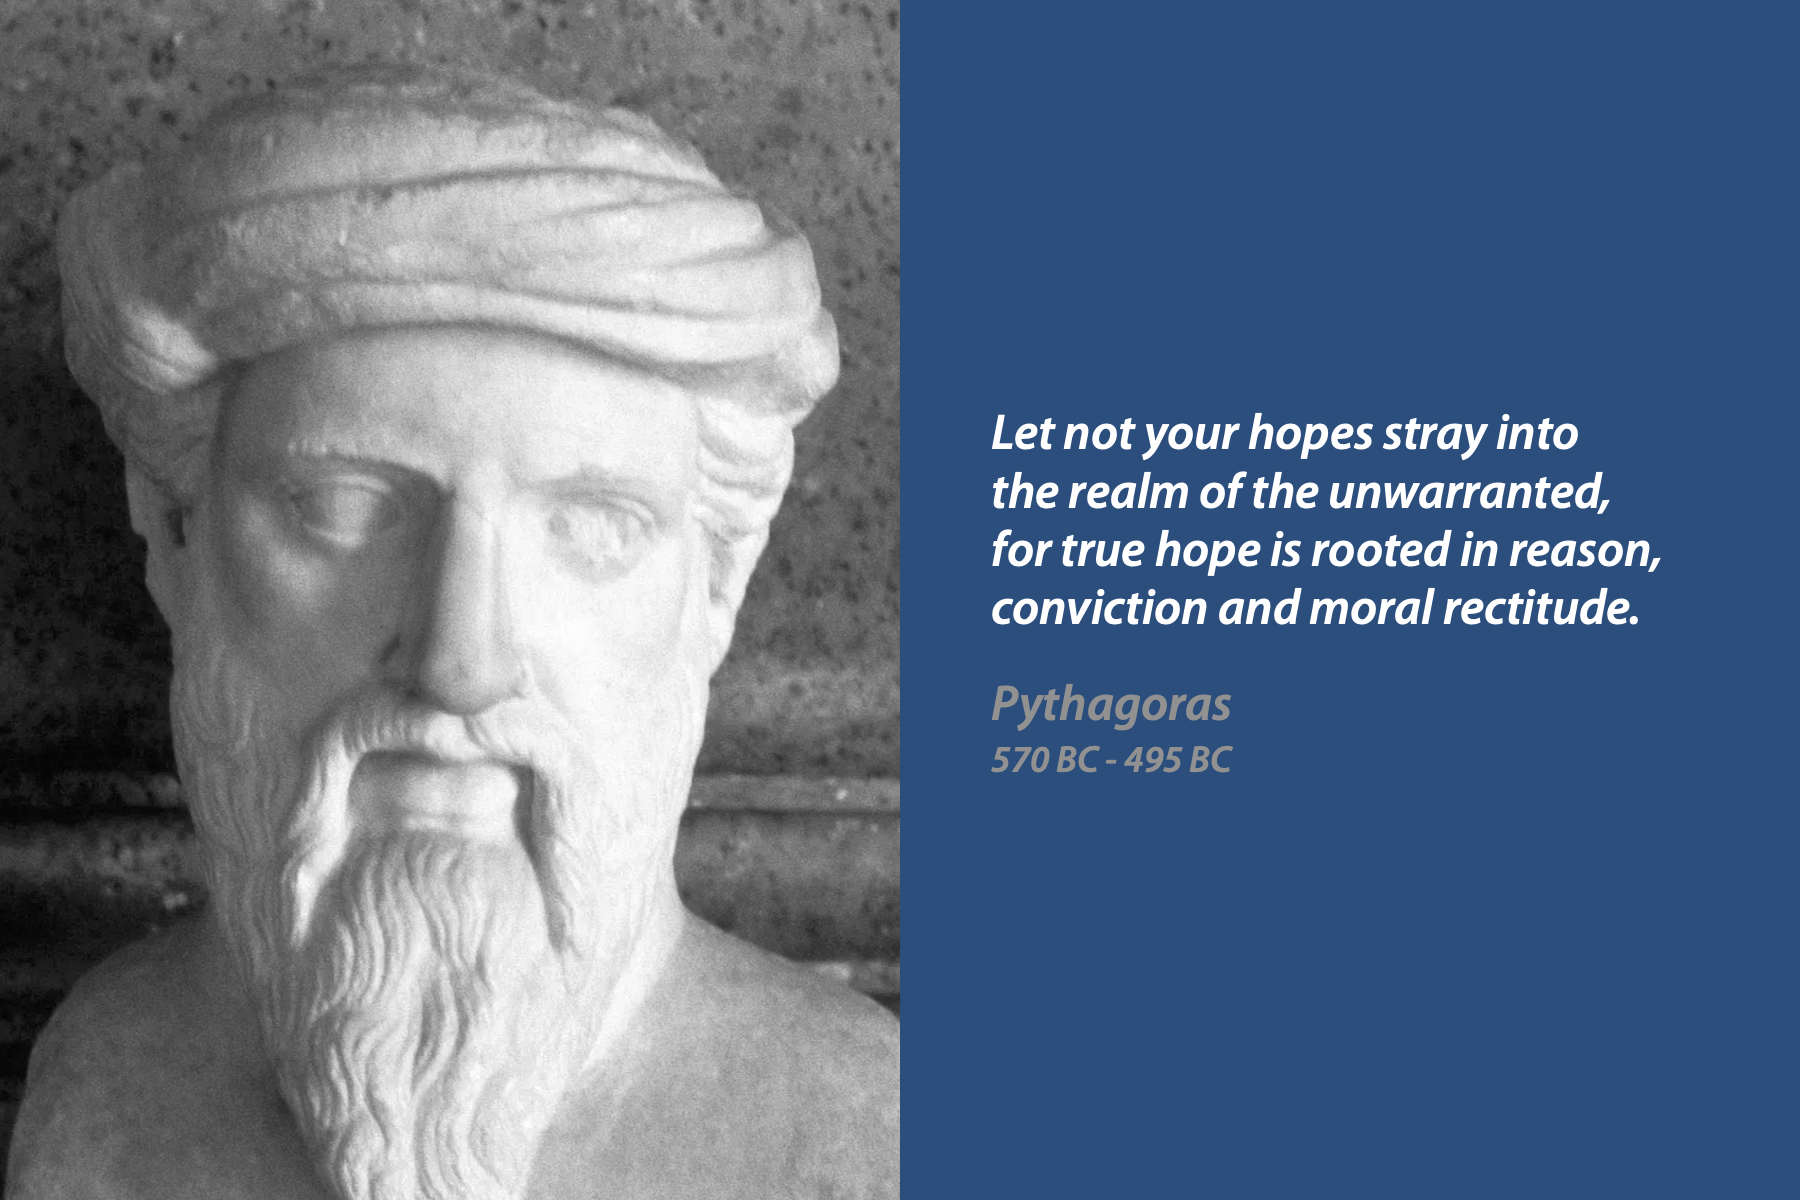 Let not your hopes stray into
the realm of the unwarranted,
for true hope is rooted in reason,
conviction and moral rectitude.
Pythagoras
570 BC - 495 BC